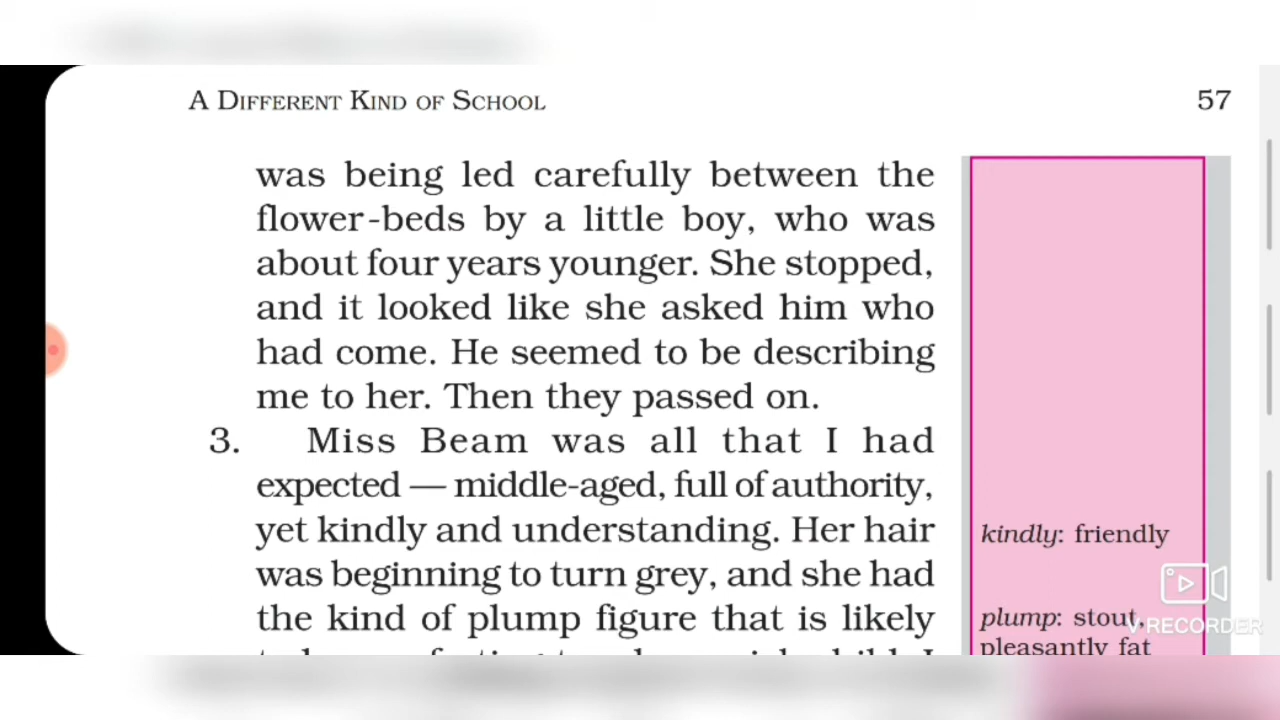 A DIFFERENT KIND OF SCHOOL 57
was being led carefully between the
flower-beds by a little boy, who was
about four years younger. She stopped,
and it looked like she asked him who
had come. He seemed to be describing
me to her. Then they passed on.
3. Miss Beam was all that I had
expected — middle-aged, full of authority,
yet kindly and understanding. Her hair
was beginning to turn grey, and she had
the kind of plump figure that is likely
kindly: friendly
plump: stout,
pleasantly fat
V RECORDER